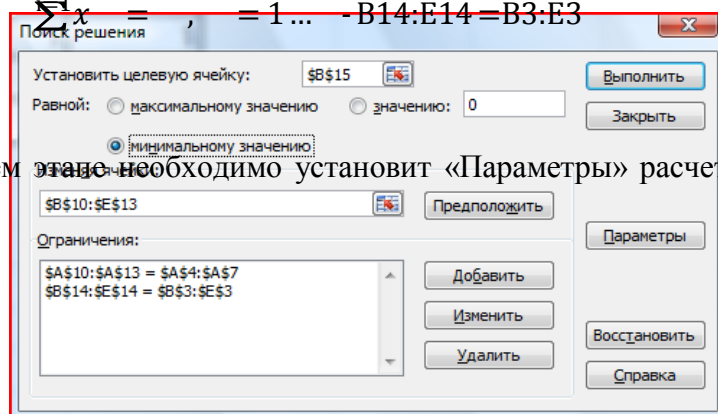 ∑x = , = 1 … - B14:E14 =B3:E3
Поиск решения
Установить целевую ячейку: $B$15
Выполнить
Равной: максимальному значению значению: 0
Закрыть
минимальному значению
м этапе необходимо установит «Параметры» расчет
$B$10:$E$13 Предположить
Ограничения:
Параметры
$A$10:$A$13 = $A$4:$A$7
$B$14:$E$14 = $B$3:$E$3
Добавить
Изменить
Удалить
Восстановить
Справка